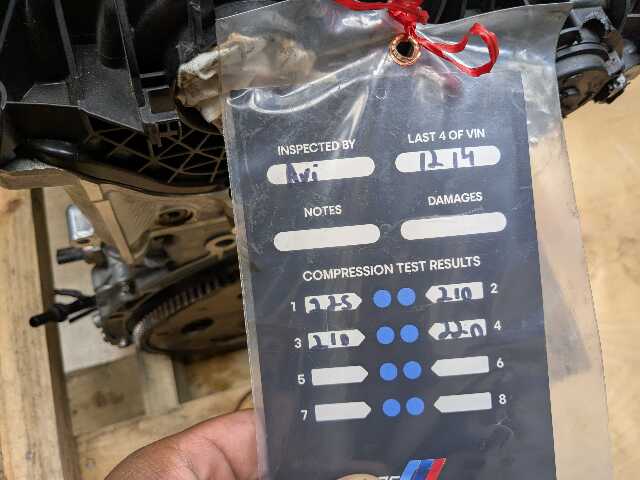 INSPECTED BY LAST 4 OF VIN
Avi 1214
NOTES DAMAGES
COMPRESSION TEST RESULTS
1 225 210 2
3 210 220 4
5 6
7 8